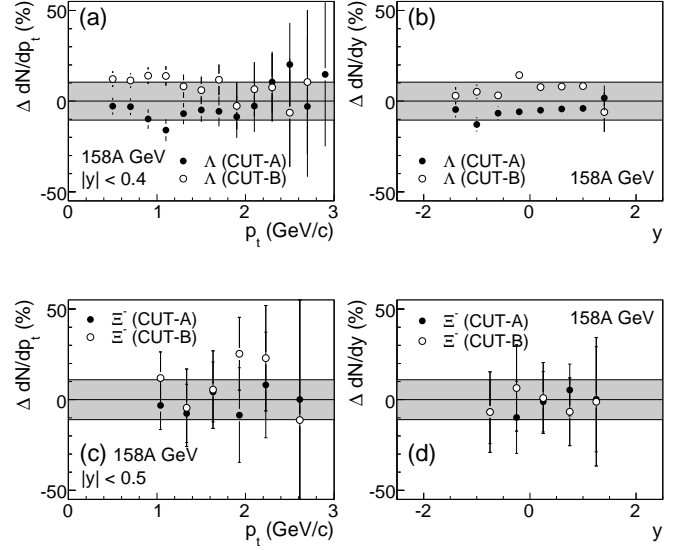 (a)
Δ dN/dp_t (%)
50
0
-50
158A GeV
|y| < 0.4
Λ (CUT-A)
Λ (CUT-B)
0 1 2 3
p_t (GeV/c)
(b)
Δ dN/dy (%)
50
0
-50
Λ (CUT-A)
Λ (CUT-B)
158A GeV
-2 0 2
y
Δ dN/dp_t (%)
50
0
-50
Ξ⁻ (CUT-A)
Ξ⁻ (CUT-B)
(c) 158A GeV
|y| < 0.5
0 1 2 3
p_t (GeV/c)
Δ dN/dy (%)
50
0
-50
Ξ⁻ (CUT-A)
Ξ⁻ (CUT-B)
158A GeV
(d)
-2 0 2
y